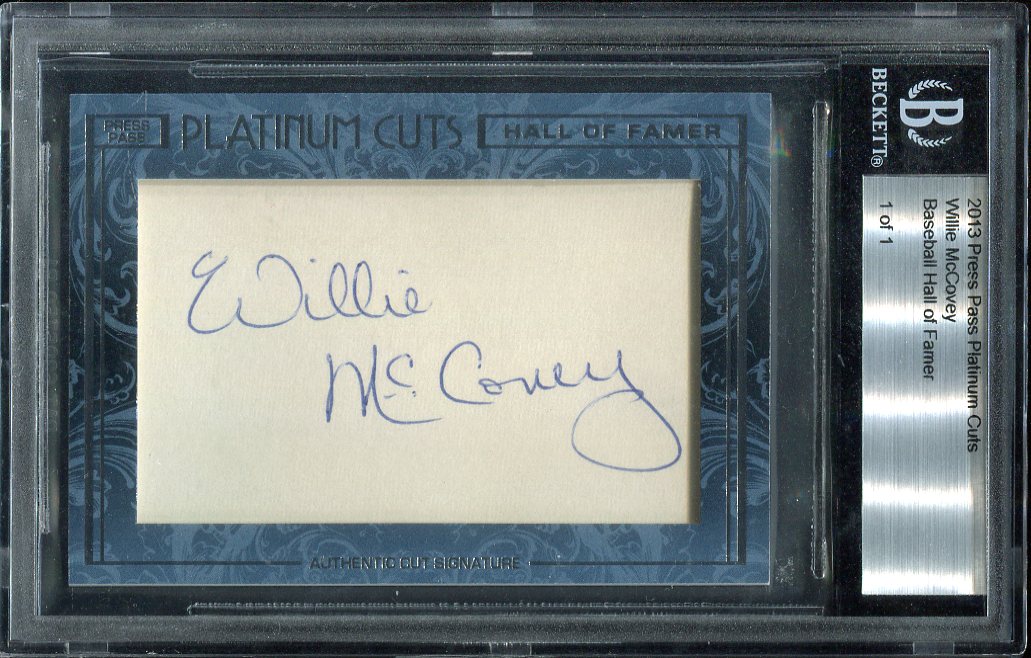 PRESS
PASS
PLATINUM CUTS
HALL OF FAMER
Willie
McCovey
AUTHENTIC CUT SIGNATURE
B
BECKETT®
2013 Press Pass Platinum Cuts
Willie McCovey
Baseball Hall of Famer
1 of 1